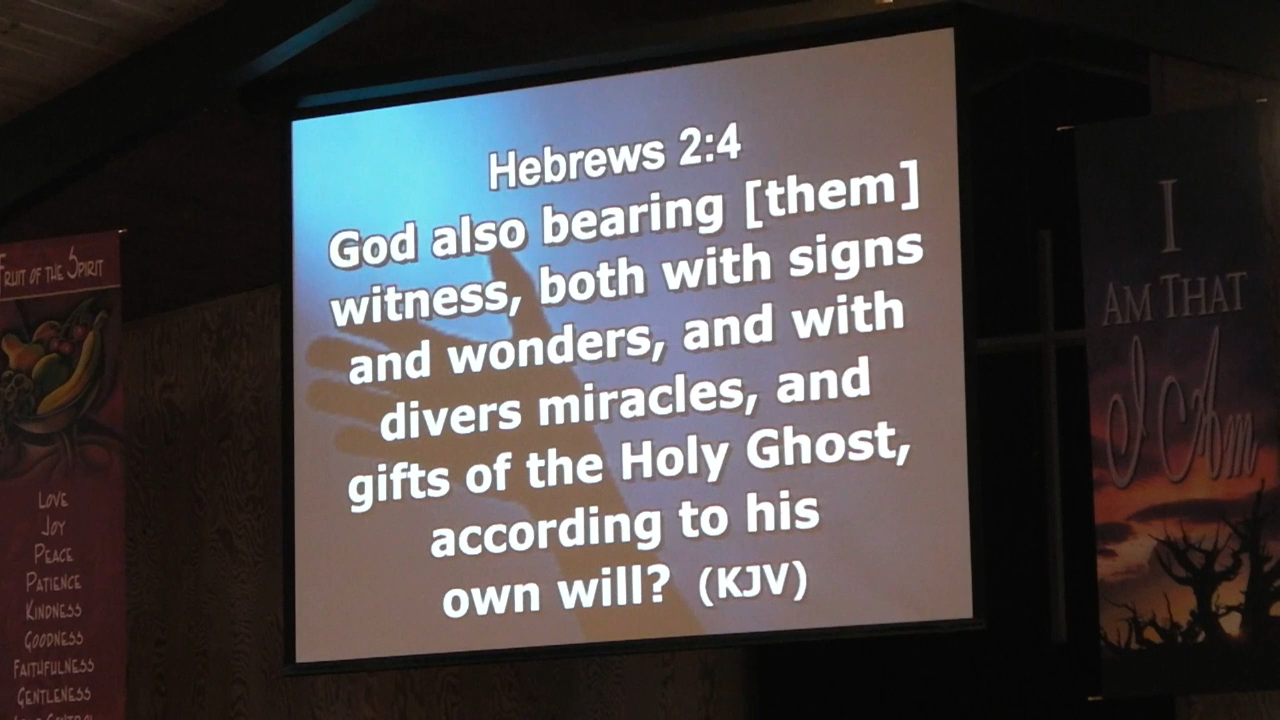 Hebrews 2:4
God also bearing [them]
witness, both with signs
and wonders, and with
divers miracles, and
gifts of the Holy Ghost,
according to his
own will? (KJV)
FRUIT OF THE SPIRIT
LOVE
JOY
PEACE
PATIENCE
KINDNESS
GOODNESS
FAITHFULNESS
GENTLENESS
I
AM THAT
I Am